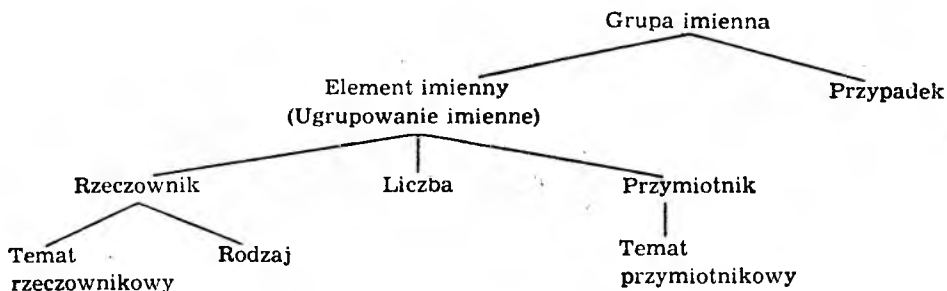 Grupa imienna
Element imienny
(Ugrupowanie imienne)
Przypadek
Rzeczownik
Liczba
Przymiotnik
Temat
rzeczownikowy
Rodzaj
Temat
przymiotnikowy